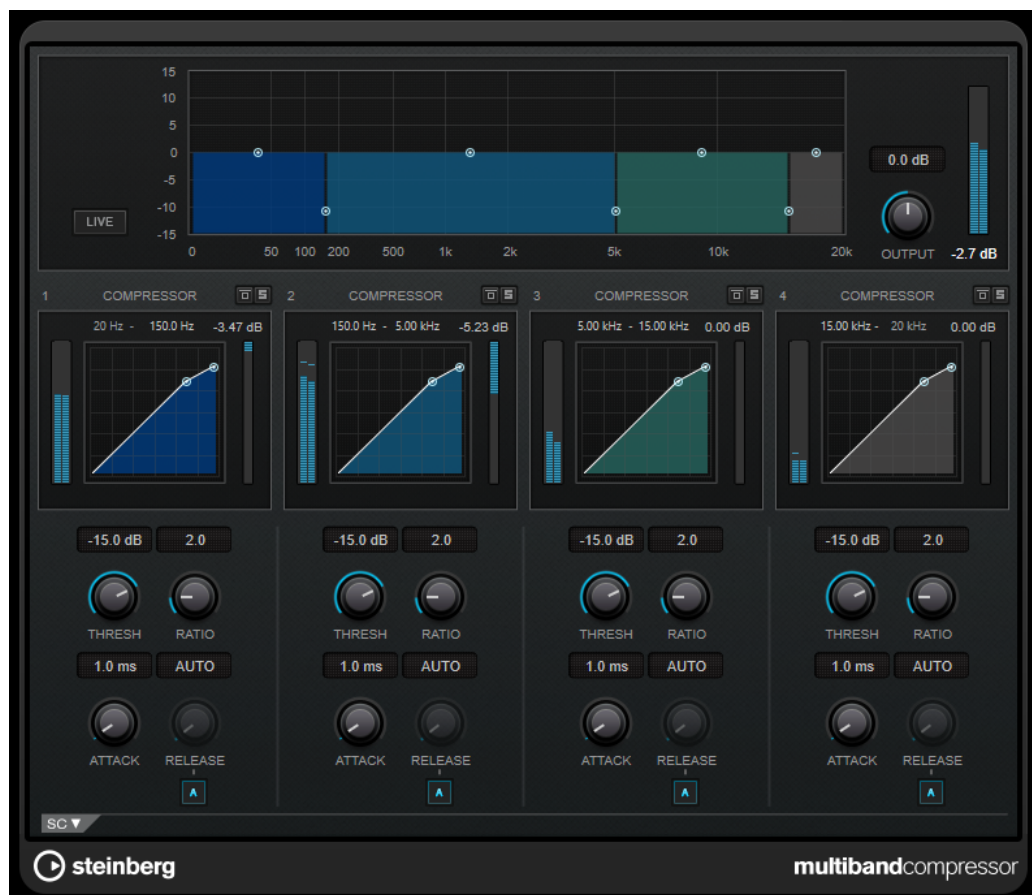 15
10
5
0
-5
-10
-15
0 50 100 200 500 1k 2k 5k 10k 20k
LIVE
0.0 dB
OUTPUT -2.7 dB
1 COMPRESSOR S 2 COMPRESSOR S 3 COMPRESSOR S 4 COMPRESSOR S
20 Hz - 150.0 Hz -3.47 dB 150.0 Hz - 5.00 kHz -5.23 dB 5.00 kHz - 15.00 kHz 0.00 dB 15.00 kHz - 20 kHz 0.00 dB
-15.0 dB 2.0 -15.0 dB 2.0 -15.0 dB 2.0 -15.0 dB 2.0
THRESH RATIO THRESH RATIO THRESH RATIO THRESH RATIO
1.0 ms AUTO 1.0 ms AUTO 1.0 ms AUTO 1.0 ms AUTO
ATTACK RELEASE ATTACK RELEASE ATTACK RELEASE ATTACK RELEASE
A A A A
SC ▼
steinberg multibandcompressor